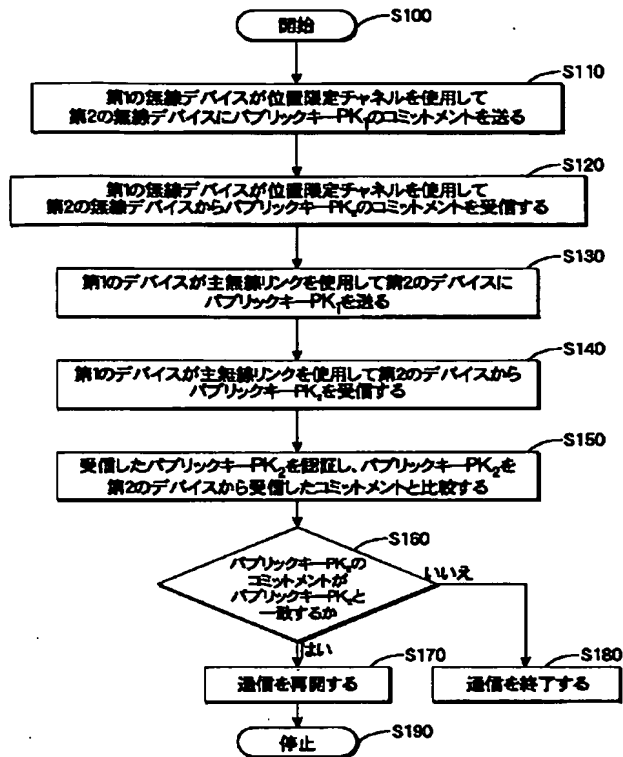 開始
S100
S110
第1の無線デバイスが位置限定チャネルを使用して
第2の無線デバイスにパブリックキーPK1のコミットメントを送る
S120
第1の無線デバイスが位置限定チャネルを使用して
第2の無線デバイスからパブリックキーPK2のコミットメントを受信する
S130
第1のデバイスが主無線リンクを使用して第2のデバイスに
パブリックキーPK1を送る
S140
第1のデバイスが主無線リンクを使用して第2のデバイスから
パブリックキーPK2を受信する
S150
受信したパブリックキーPK2を認証し、パブリックキーPK2を
第2のデバイスから受信したコミットメントと比較する
S160
パブリックキーPK2の
コミットメントが
パブリックキーPK2と
一致するか
いいえ
はい
S170
通信を再開する
S180
通信を終了する
S190
停止